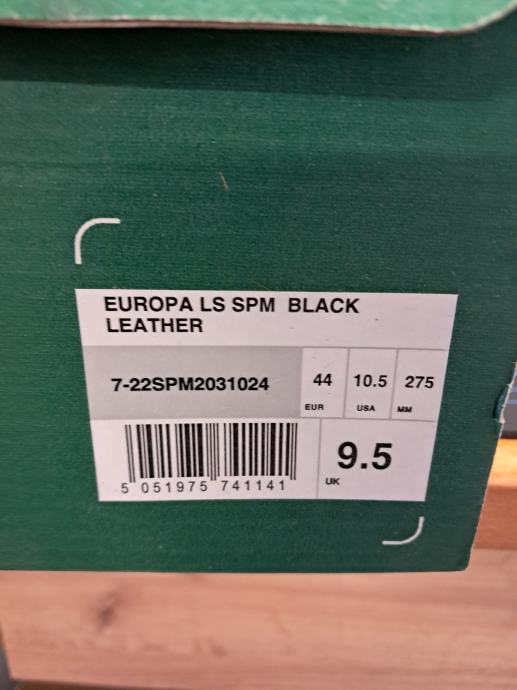 EUROPA LS SPM BLACK
LEATHER
7-22SPM2031024
44
EUR
10.5
USA
275
MM
5 051975 741141
9.5
UK